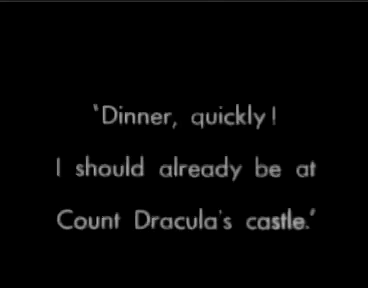 ‘Dinner, quickly!
I should already be at
Count Dracula's castle.’